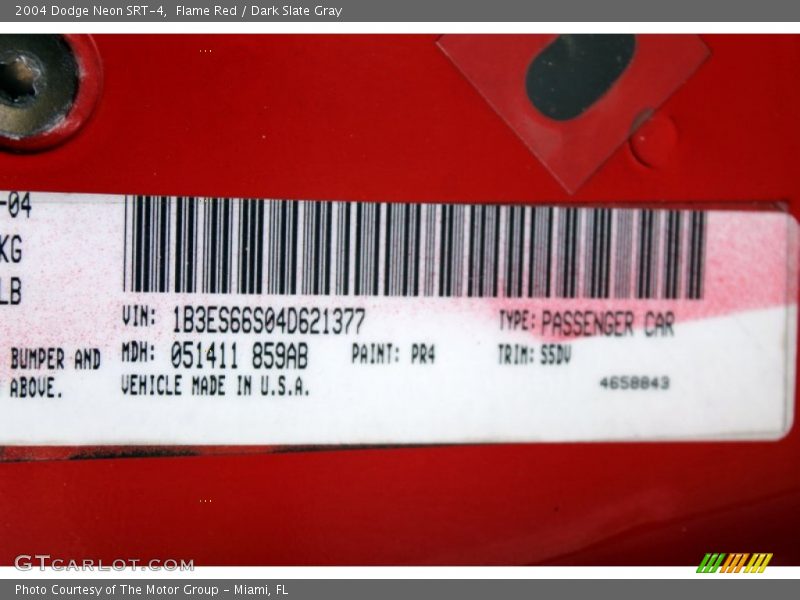 2004 Dodge Neon SRT-4, Flame Red / Dark Slate Gray
-04
KG
LB
VIN: 1B3ES66S04D621377 TYPE: PASSENGER CAR
BUMPER AND MDH: 051411 859AB PAINT: PR4 TRIM: S5DV
ABOVE. VEHICLE MADE IN U.S.A. 4658843
GTCARLOT.COM
Photo Courtesy of The Motor Group - Miami, FL